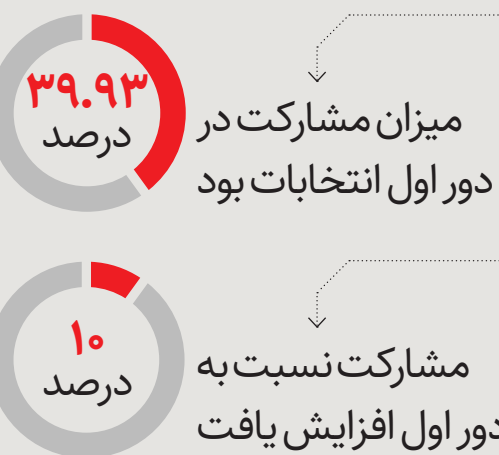 ۳۹.۹۳
درصد
میزان مشارکت در
دور اول انتخابات بود
۱۰
درصد
مشارکت نسبت به
دور اول افزایش یافت